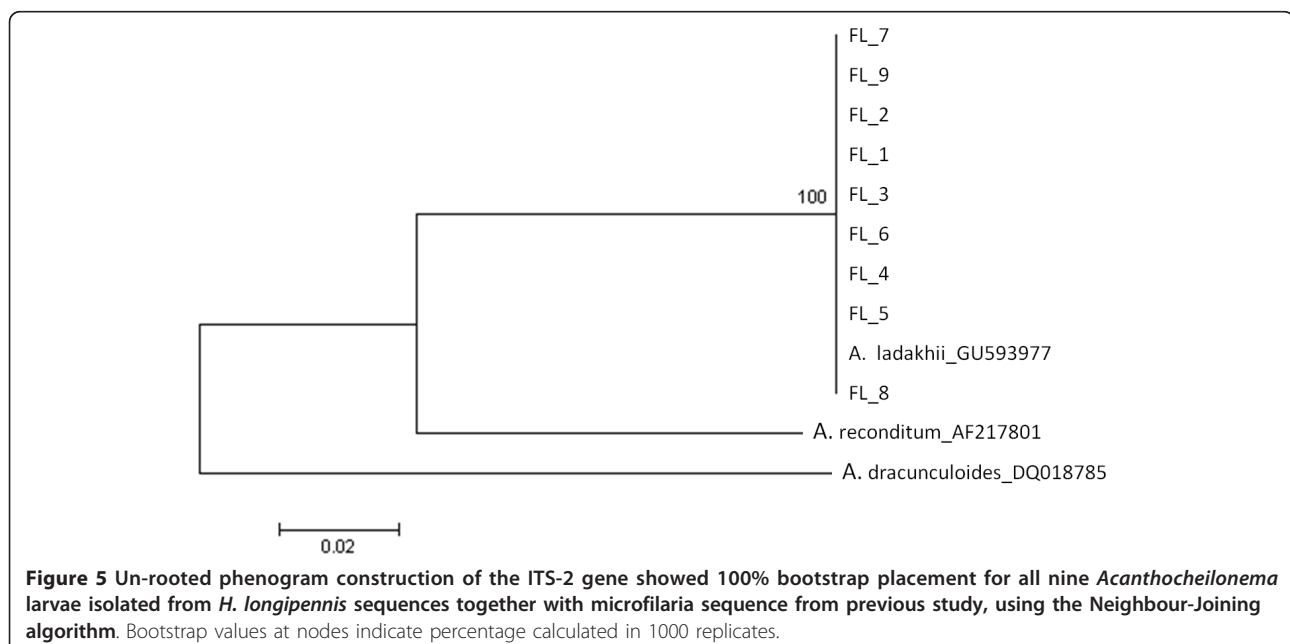 FL_7
FL_9
FL_2
FL_1
100
FL_3
FL_6
FL_4
FL_5
A. ladakhii_GU593977
FL_8
A. reconditum_AF217801
A. dracunculoides_DQ018785
0.02
Figure 5 Un-rooted phenogram construction of the ITS-2 gene showed 100% bootstrap placement for all nine Acanthocheilonema
larvae isolated from H. longipennis sequences together with microfilaria sequence from previous study, using the Neighbour-Joining
algorithm. Bootstrap values at nodes indicate percentage calculated in 1000 replicates.